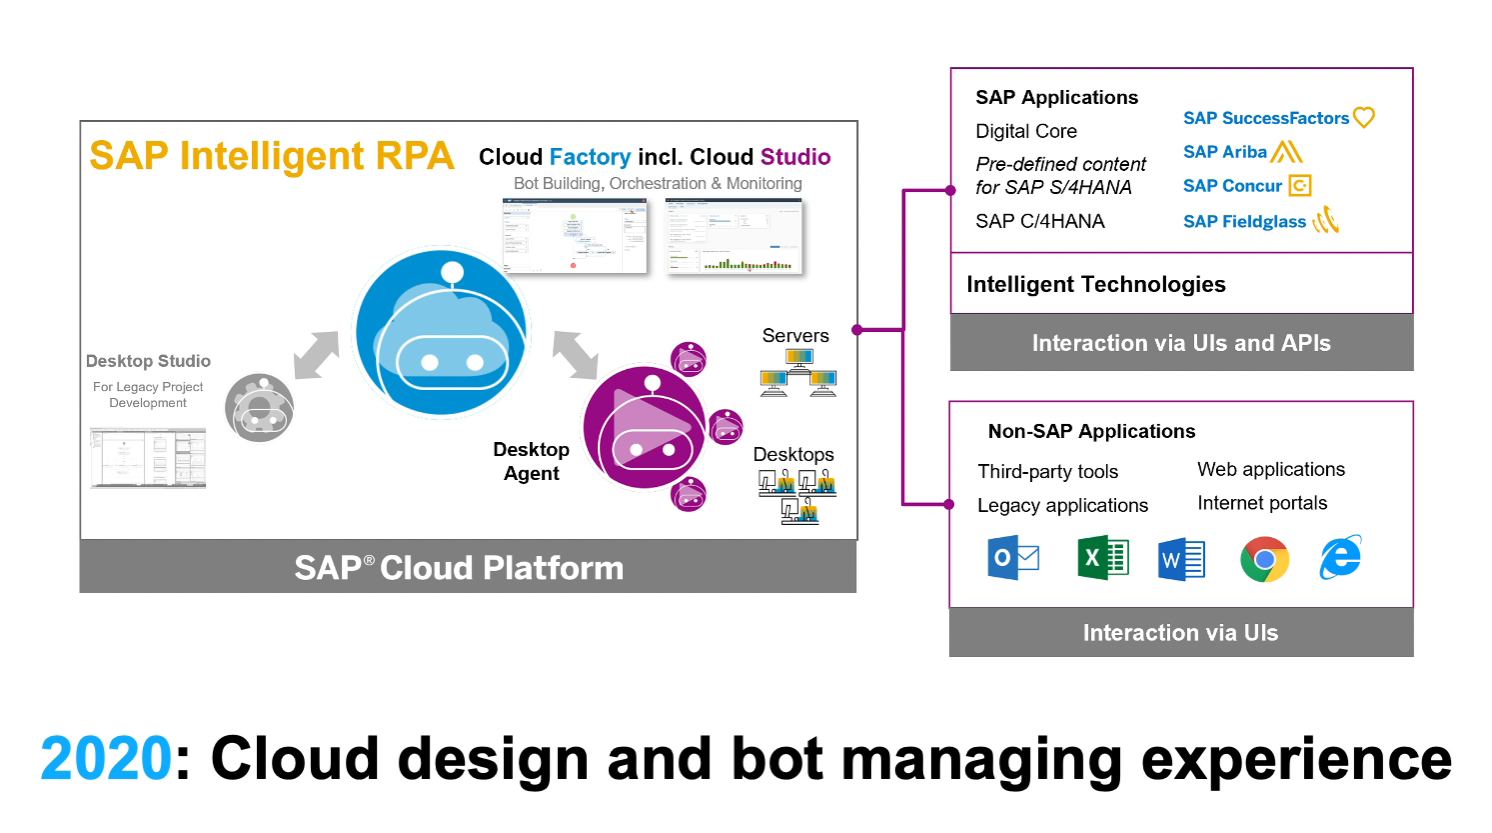 SAP Intelligent RPA
Cloud Factory incl. Cloud Studio
Bot Building, Orchestration & Monitoring
Desktop Studio
For Legacy Project
Development
Desktop
Agent
Servers
Desktops
SAP® Cloud Platform
SAP Applications
Digital Core
Pre-defined content
for SAP S/4HANA
SAP C/4HANA
SAP SuccessFactors
SAP Ariba
SAP Concur
SAP Fieldglass
Intelligent Technologies
Interaction via UIs and APIs
Non-SAP Applications
Third-party tools
Legacy applications
Web applications
Internet portals
Interaction via UIs
2020: Cloud design and bot managing experience